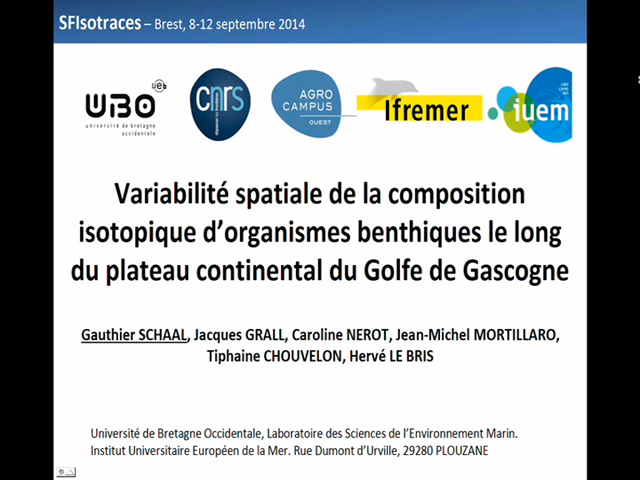 SFIsotraces – Brest, 8-12 septembre 2014
UBO
ueb
université de bretagne
occidentale
cnrs
AGRO
CAMPUS
OUEST
Ifremer
iuem
Variabilité spatiale de la composition
isotopique d'organismes benthiques le long
du plateau continental du Golfe de Gascogne
Gauthier SCHAAL, Jacques GRALL, Caroline NEROT, Jean-Michel MORTILLARO,
Tiphaine CHOUVELON, Hervé LE BRIS
Université de Bretagne Occidentale, Laboratoire des Sciences de l'Environnement Marin.
Institut Universitaire Européen de la Mer. Rue Dumont d'Urville, 29280 PLOUZANE